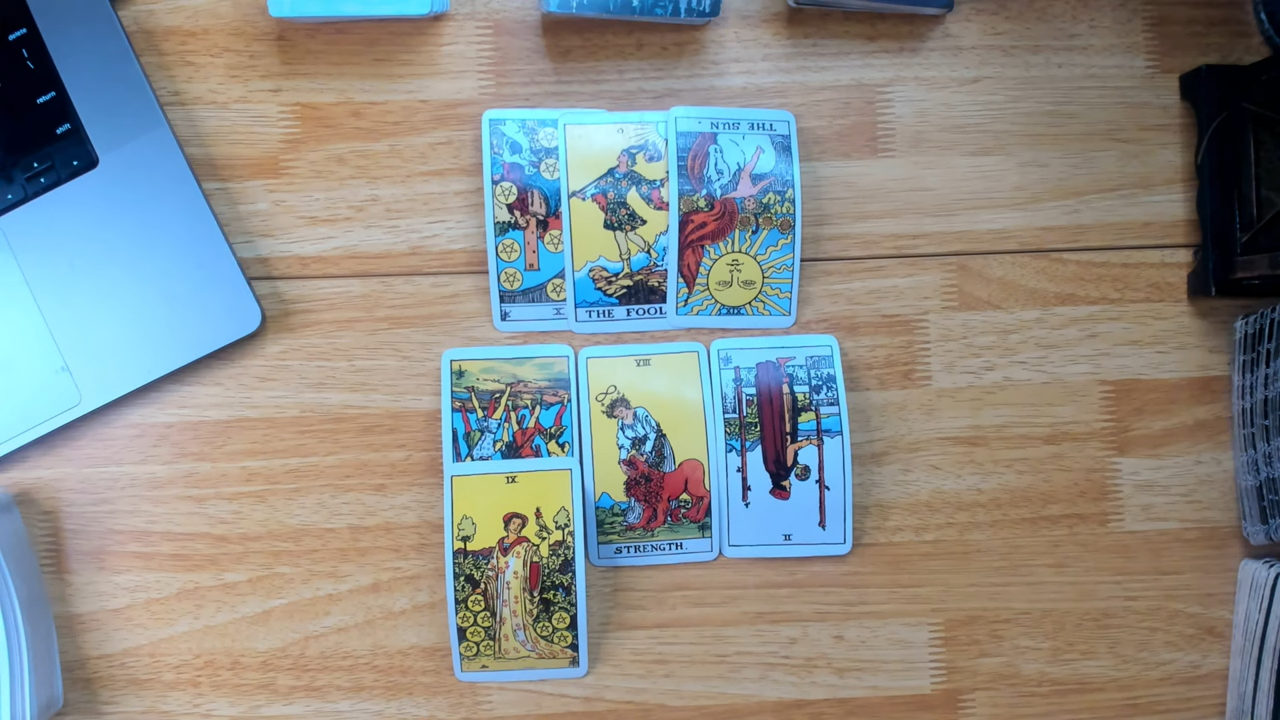 delete
return
shift
THE SUN
THE FOOL
X
XIX
VIII
IX
STRENGTH.
II